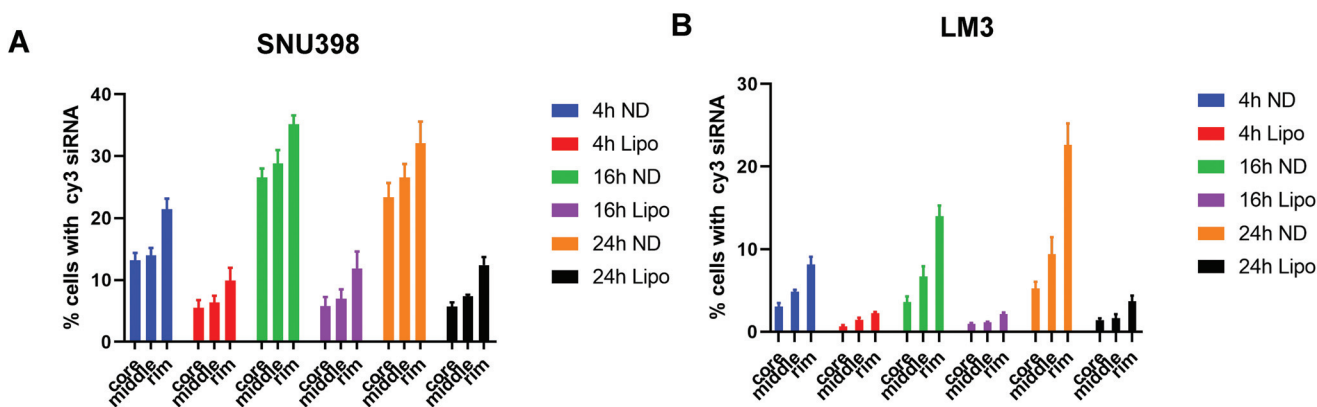 A
SNU398
% cells with cy3 siRNA
40
30
20
10
0
core
middle
rim
core
middle
rim
core
middle
rim
core
middle
rim
core
middle
rim
core
middle
rim
4h ND
4h Lipo
16h ND
16h Lipo
24h ND
24h Lipo
B
LM3
% cells with cy3 siRNA
30
20
10
0
core
middle
rim
core
middle
rim
core
middle
rim
core
middle
rim
core
middle
rim
core
middle
rim
4h ND
4h Lipo
16h ND
16h Lipo
24h ND
24h Lipo